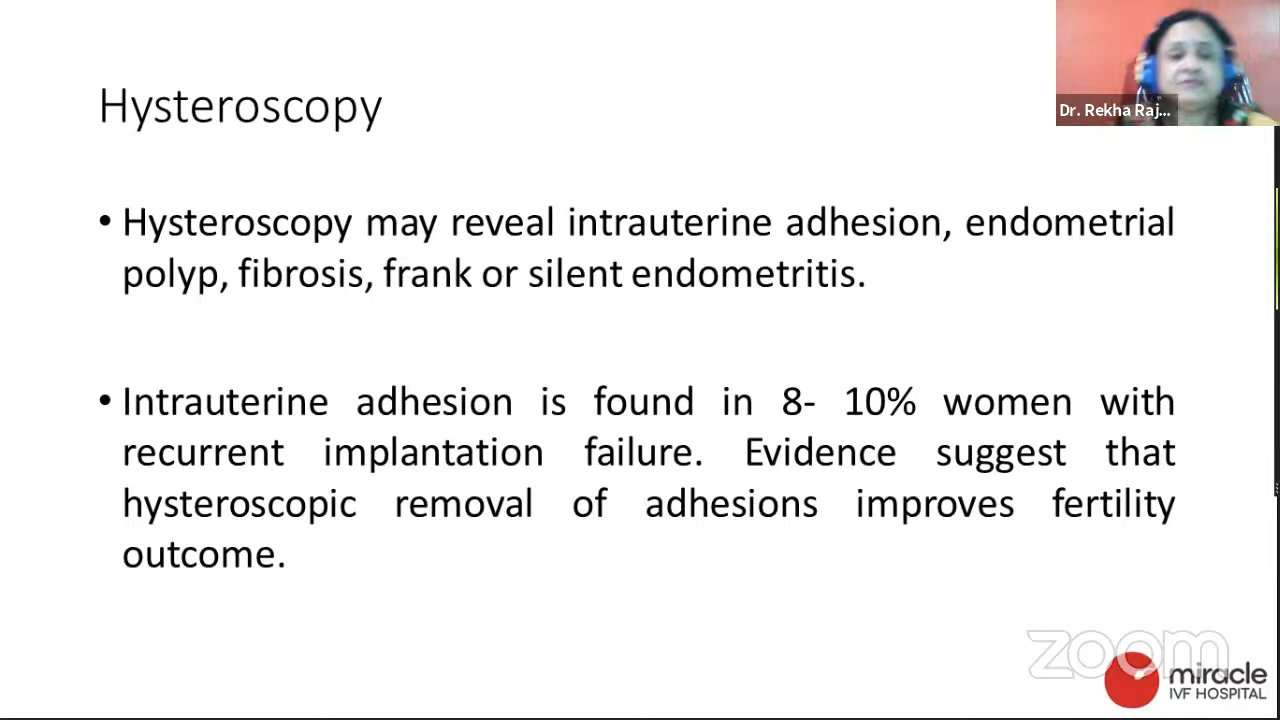 Hysteroscopy
Dr. Rekha Raj...
• Hysteroscopy may reveal intrauterine adhesion, endometrial
polyp, fibrosis, frank or silent endometritis.
• Intrauterine adhesion is found in 8- 10% women with
recurrent implantation failure. Evidence suggest that
hysteroscopic removal of adhesions improves fertility
outcome.
zoom
miracle
IVF HOSPITAL